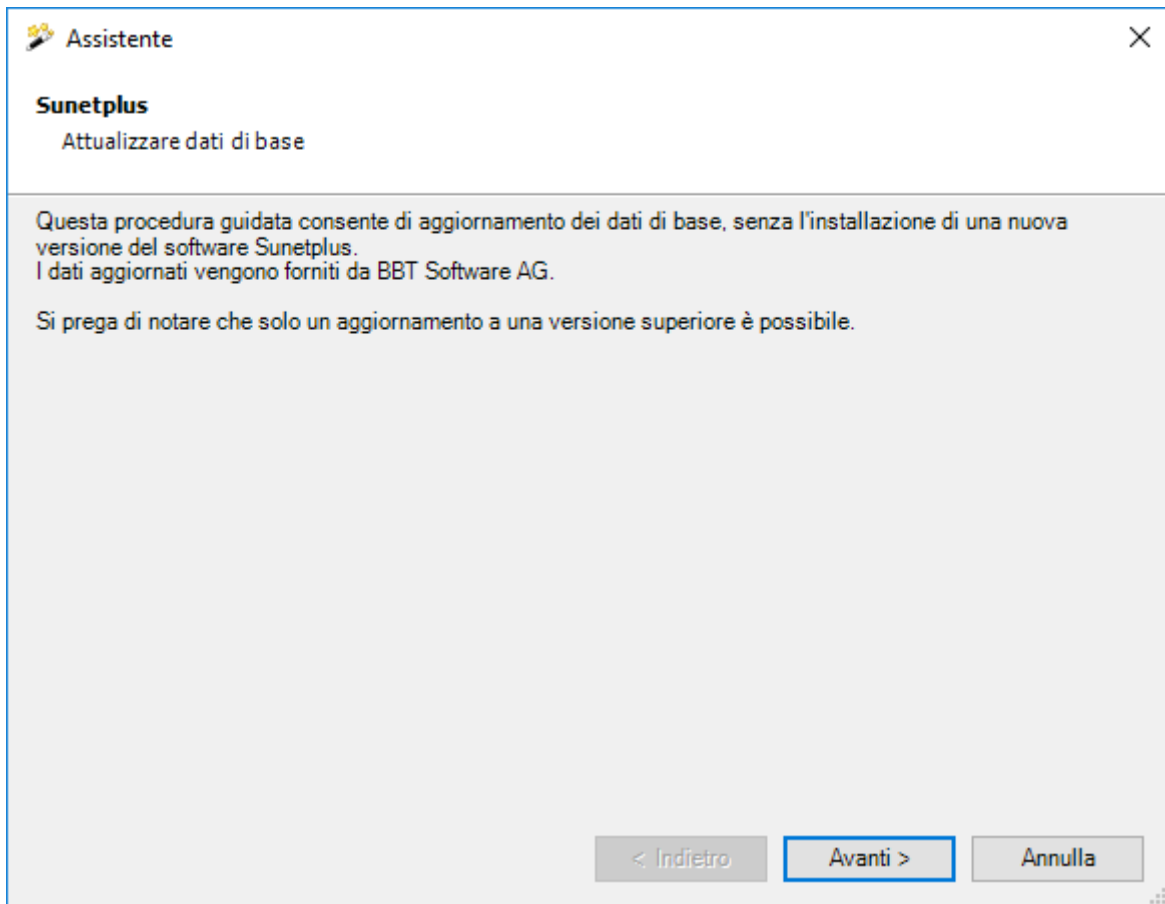 Assistente
Sunetplus
Attualizzare dati di base
Questa procedura guidata consente di aggiornamento dei dati di base, senza l'installazione di una nuova
versione del software Sunetplus.
I dati aggiornati vengono forniti da BBT Software AG.
Si prega di notare che solo un aggiornamento a una versione superiore è possibile.
< Indietro
Avanti >
Annulla